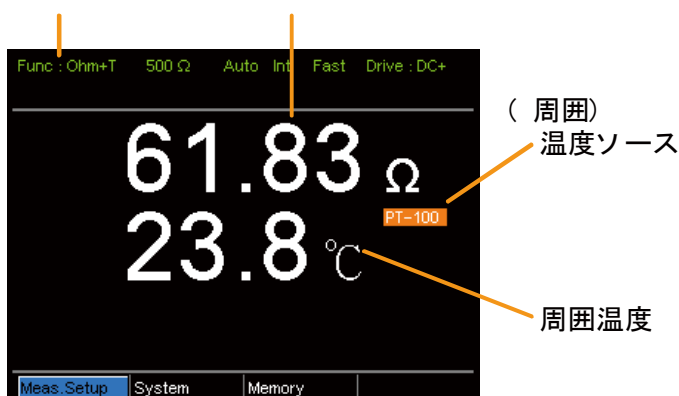 Func : Ohm+T 500 Ω Auto Int Fast Drive : DC+
61.83 Ω
( 周囲)
温度ソース
PT-100
23.8 ℃
周囲温度
Meas.Setup System Memory